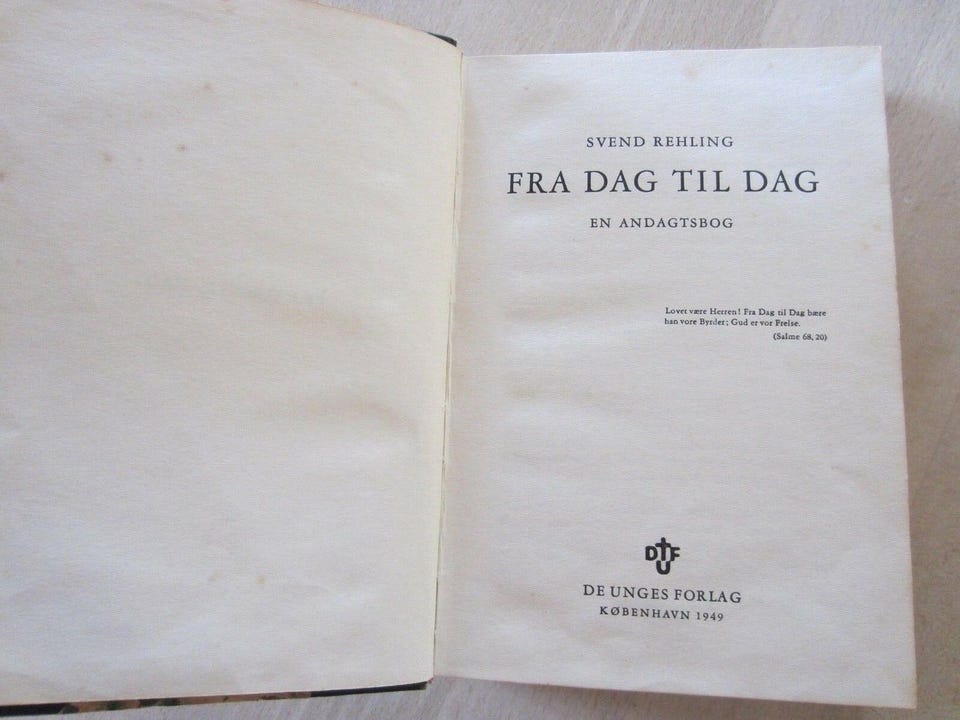 SVEND REHLING
FRA DAG TIL DAG
EN ANDAGTSBOG
Lovet være Herren! Fra Dag til Dag bære
han vore Byrder; Gud er vor Frelse.
(Salme 68, 20)
DUF
DE UNGES FORLAG
KØBENHAVN 1949